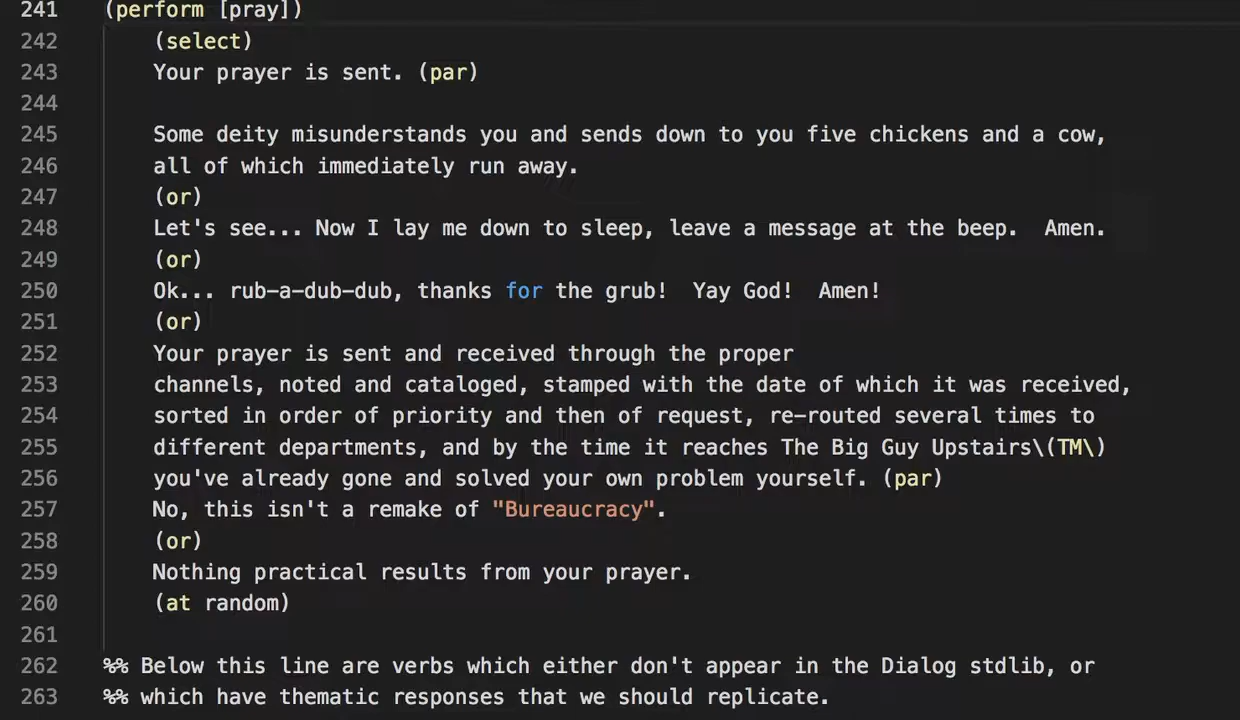 241 (perform [pray])
242 (select)
243 Your prayer is sent. (par)
244
245 Some deity misunderstands you and sends down to you five chickens and a cow,
246 all of which immediately run away.
247 (or)
248 Let's see... Now I lay me down to sleep, leave a message at the beep.  Amen.
249 (or)
250 Ok... rub-a-dub-dub, thanks for the grub!  Yay God!  Amen!
251 (or)
252 Your prayer is sent and received through the proper
253 channels, noted and cataloged, stamped with the date of which it was received,
254 sorted in order of priority and then of request, re-routed several times to
255 different departments, and by the time it reaches The Big Guy Upstairs\(TM\)
256 you've already gone and solved your own problem yourself. (par)
257 No, this isn't a remake of "Bureaucracy".
258 (or)
259 Nothing practical results from your prayer.
260 (at random)
261
262 %% Below this line are verbs which either don't appear in the Dialog stdlib, or
263 %% which have thematic responses that we should replicate.